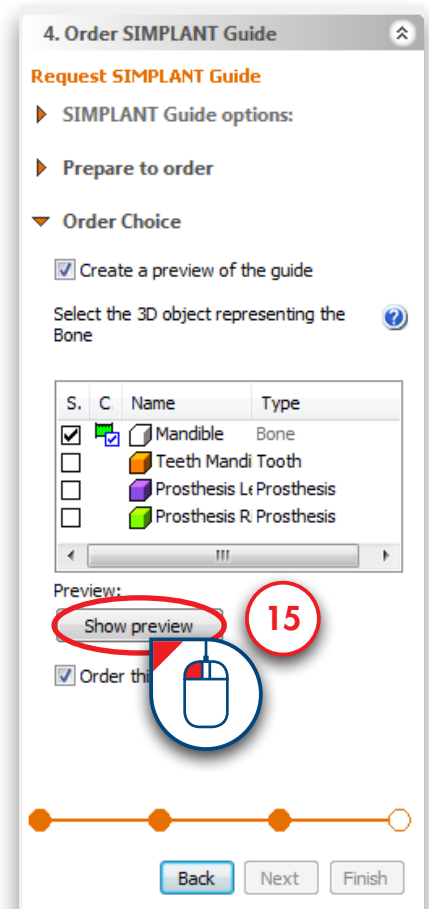 4. Order SIMPLANT Guide
Request SIMPLANT Guide
SIMPLANT Guide options:
Prepare to order
Order Choice
Create a preview of the guide
Select the 3D object representing the
Bone
S. C. Name Type
Mandible Bone
Teeth Mandi Tooth
Prosthesis Le Prosthesis
Prosthesis R Prosthesis
Preview:
Show preview
15
Order thi
Back Next Finish